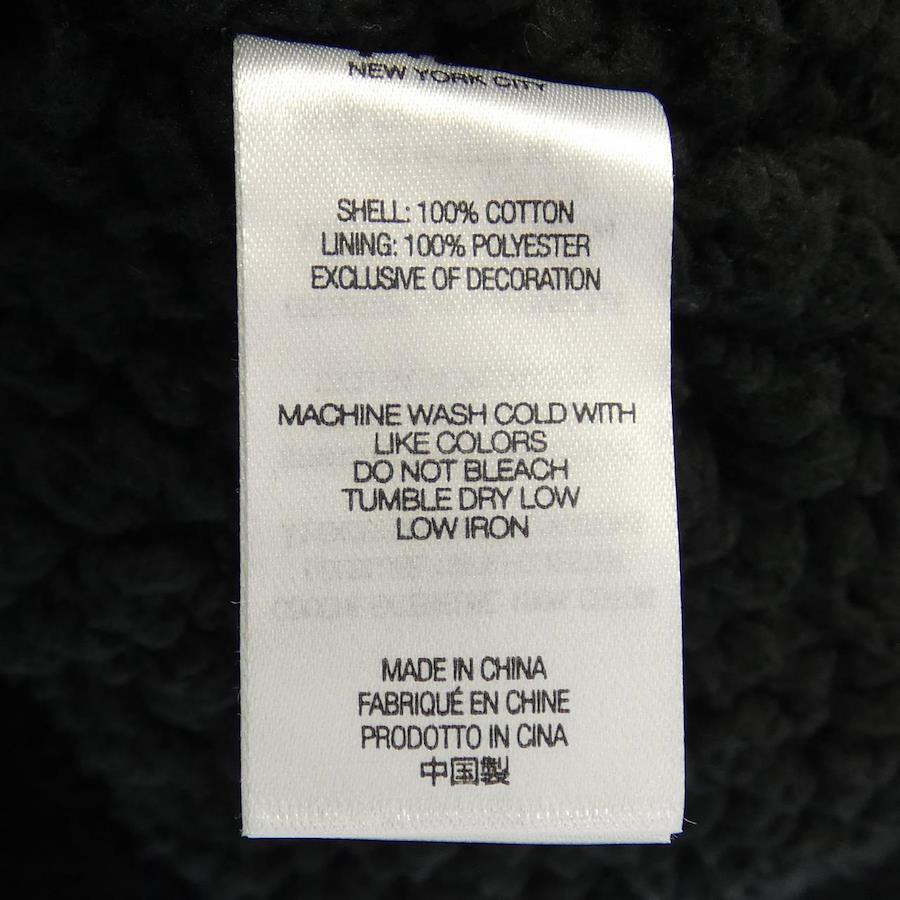 NEW YORK CITY
SHELL: 100% COTTON
LINING: 100% POLYESTER
EXCLUSIVE OF DECORATION
MACHINE WASH COLD WITH
LIKE COLORS
DO NOT BLEACH
TUMBLE DRY LOW
LOW IRON
MADE IN CHINA
FABRIQUÉ EN CHINE
PRODOTTO IN CINA
中国製